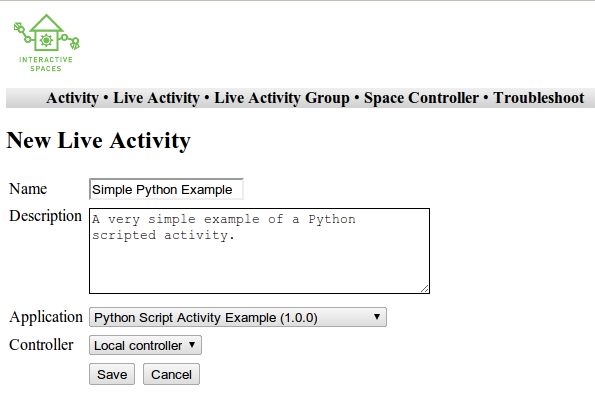 INTERACTIVE
SPACES
Activity • Live Activity • Live Activity Group • Space Controller • Troubleshoot
New Live Activity
Name Simple Python Example
Description A very simple example of a Python
scripted activity.
Application Python Script Activity Example (1.0.0)
Controller Local controller
Save Cancel